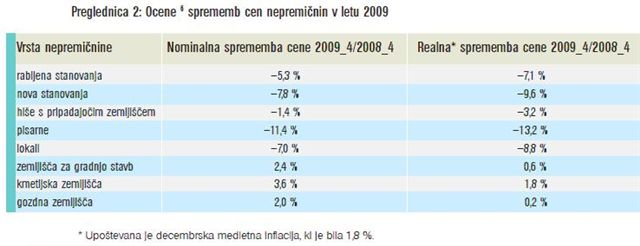 Preglednica 2: Ocene 6 sprememb cen nepremičnin v letu 2009
Vrsta nepremičnine Nominalna sprememba cene 2009_4/2008_4 Realna* sprememba cene 2009_4/2008_4
rabljena stanovanja –5,3 % –7,1 %
nova stanovanja –7,8 % –9,6 %
hiše s pripadajočim zemljiščem –1,4 % –3,2 %
pisarne –11,4 % –13,2 %
lokali –7,0 % –8,8 %
zemljišča za gradnjo stavb 2,4 % 0,6 %
kmetijska zemljišča 3,6 % 1,8 %
gozdna zemljišča 2,0 % 0,2 %
* Upoštevana je decembrska medletna inflacija, ki je bila 1,8 %.